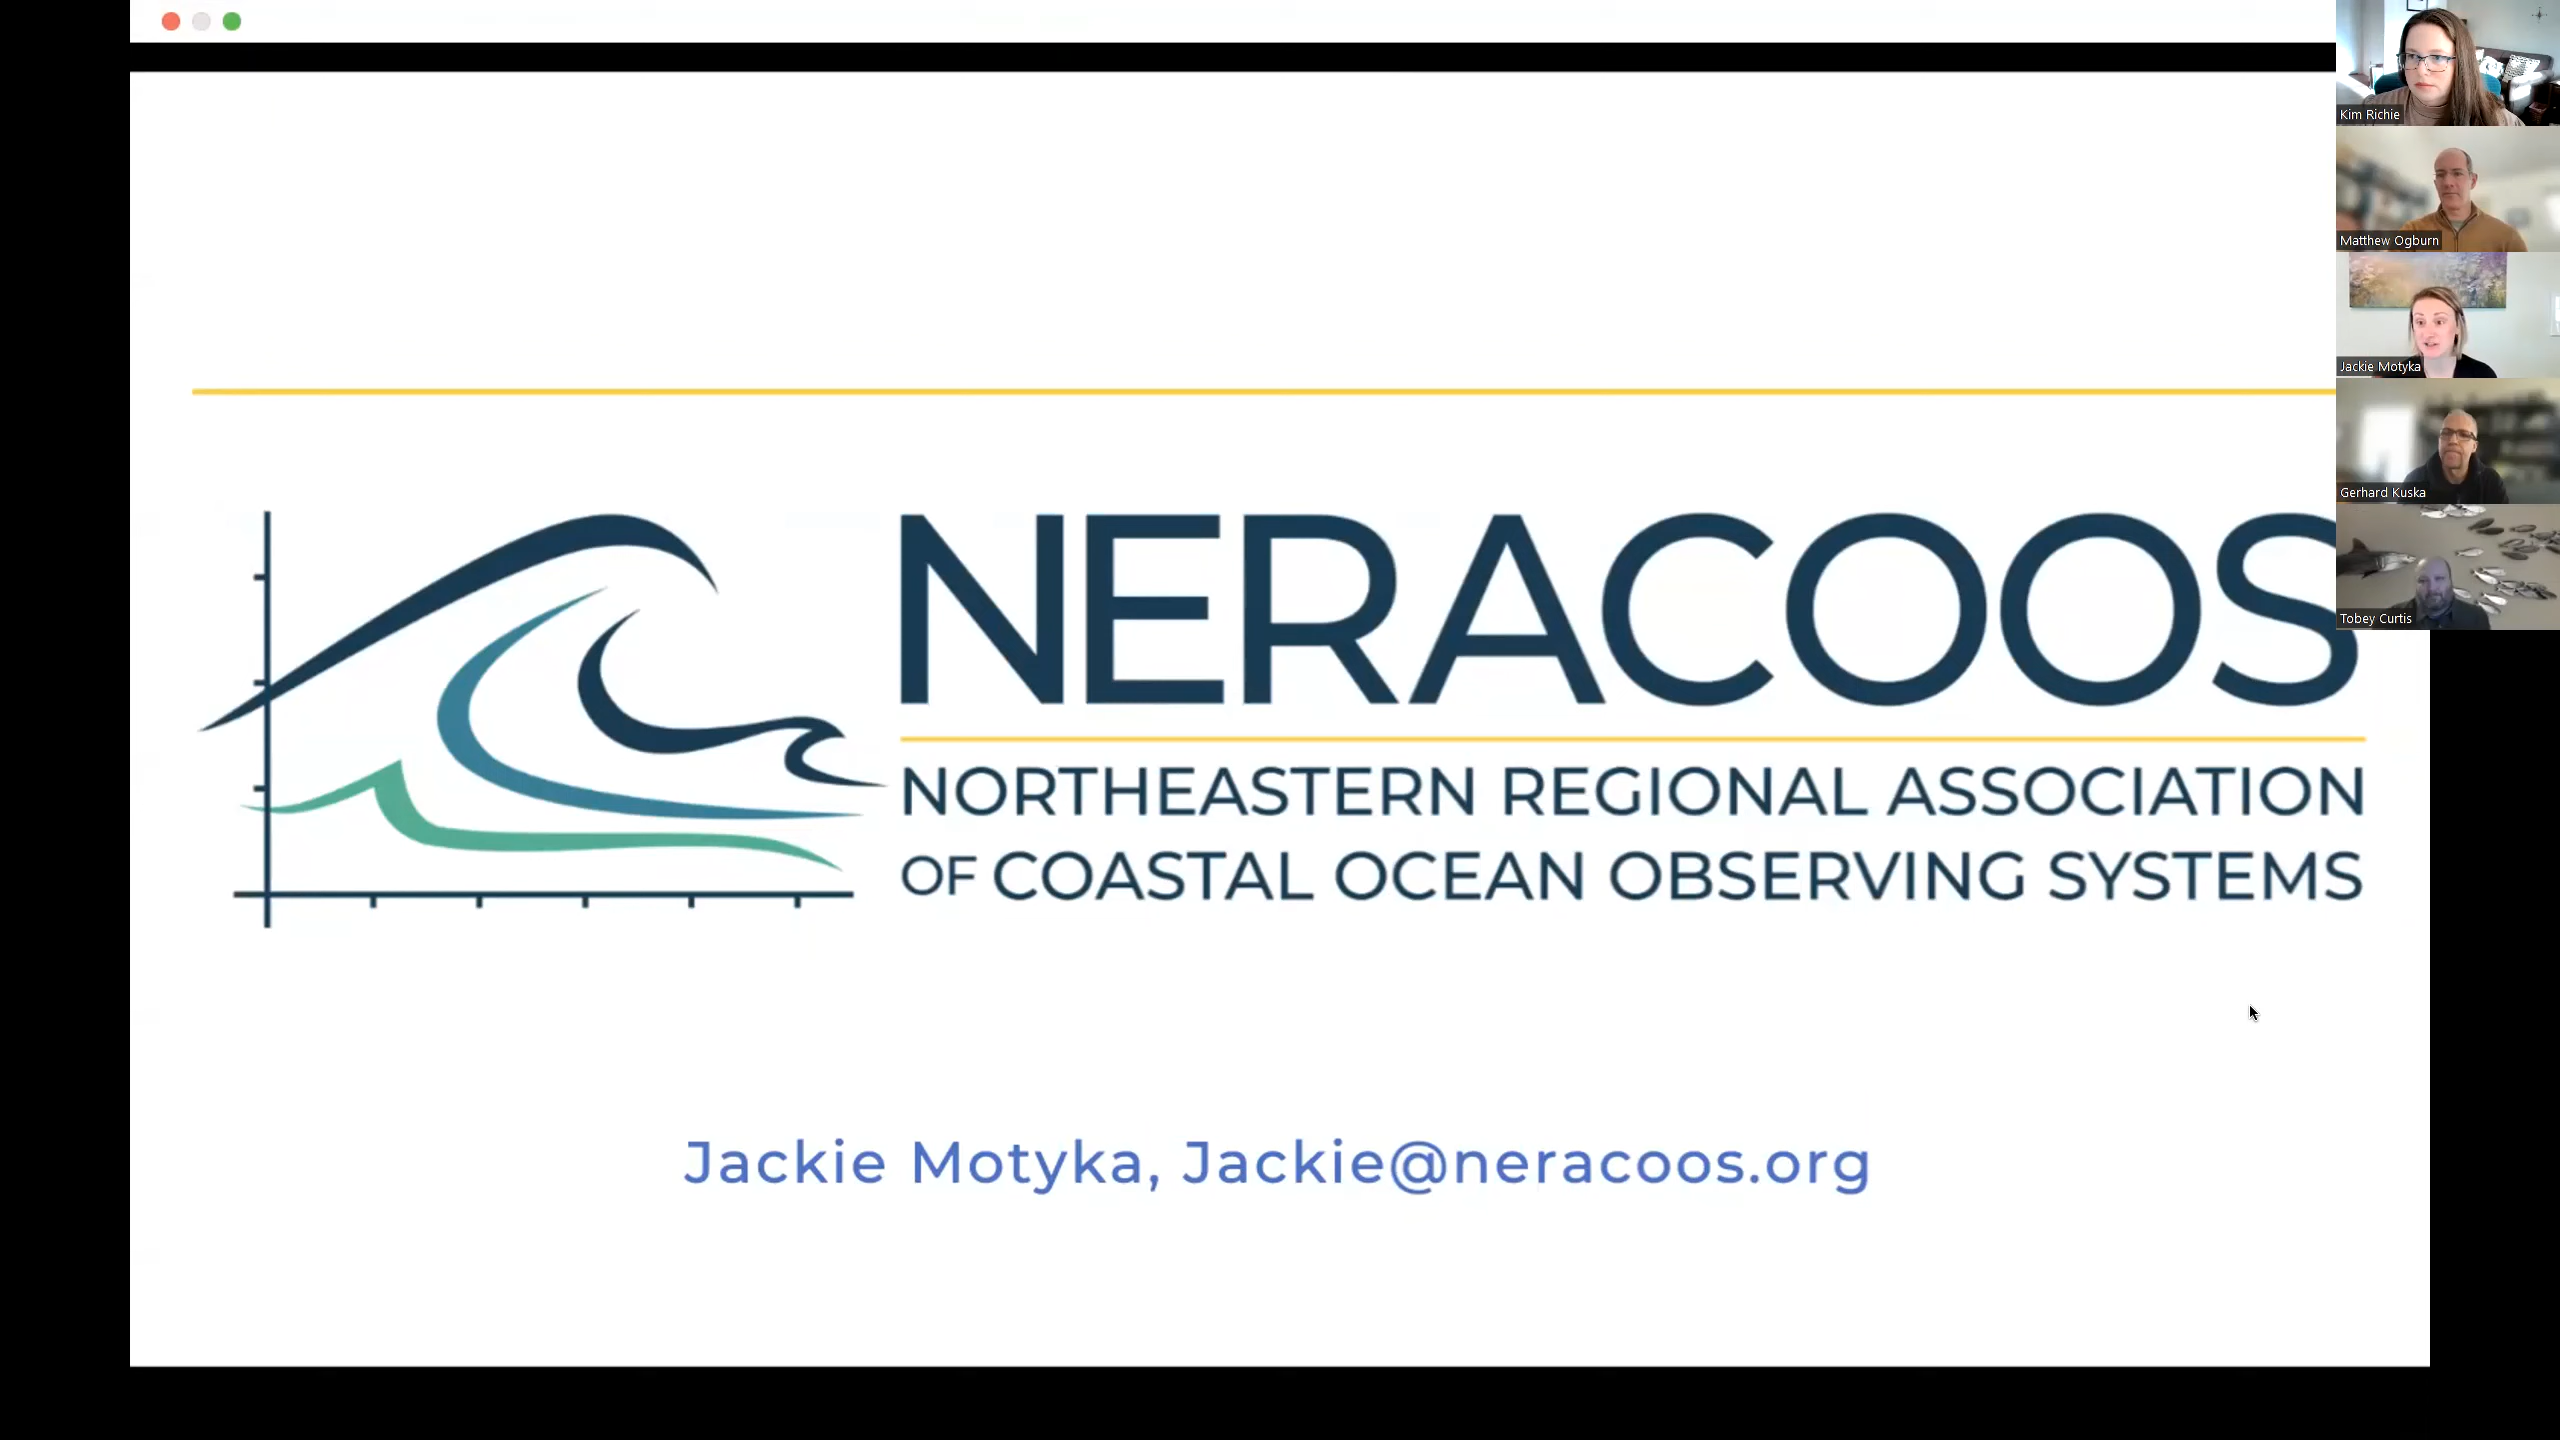 NERACOOS
NORTHEASTERN REGIONAL ASSOCIATION
OF COASTAL OCEAN OBSERVING SYSTEMS
Jackie Motyka, Jackie@neracoos.org
Kim Richie
Matthew Ogburn
Jackie Motyka
Gerhard Kuska
Tobey Curtis